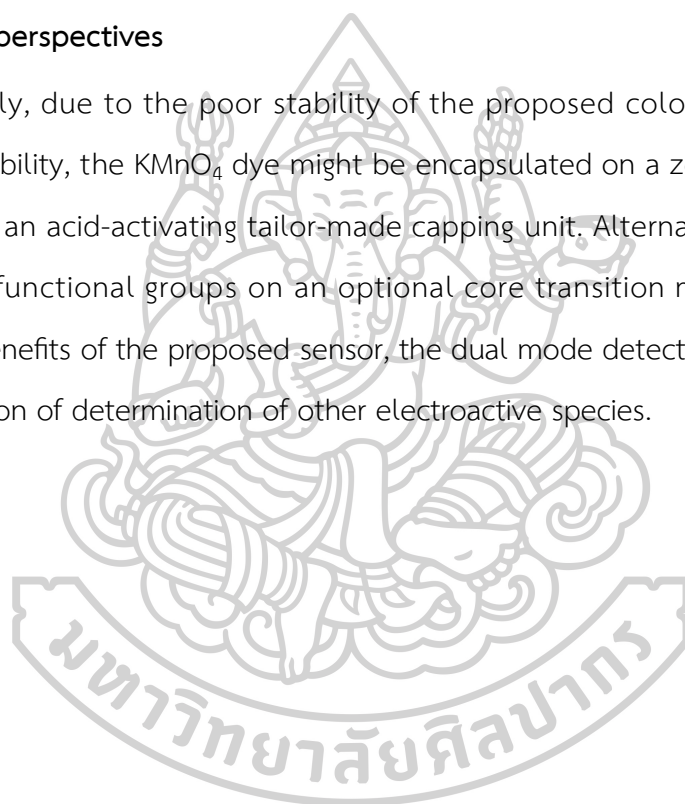 perspectives
ly, due to the poor stability of the proposed colo
bility, the KMnO₄ dye might be encapsulated on a z
an acid-activating tailor-made capping unit. Alterna
functional groups on an optional core transition
enefits of the proposed sensor, the dual mode detect
on of determination of other electroactive species.
มหาวิทยาลัยศิลปากร